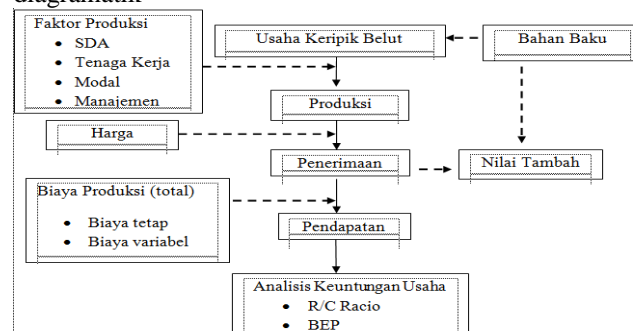 diagramatik
Faktor Produksi
• SDA
• Tenaga Kerja
• Modal
• Manajemen
Usaha Keripik Belut
Bahan Baku
Produksi
Harga
Penerimaan
Nilai Tambah
Biaya Produksi (total)
• Biaya tetap
• Biaya variabel
Pendapatan
Analisis Keuntungan Usaha
• R/C Racio
• BEP